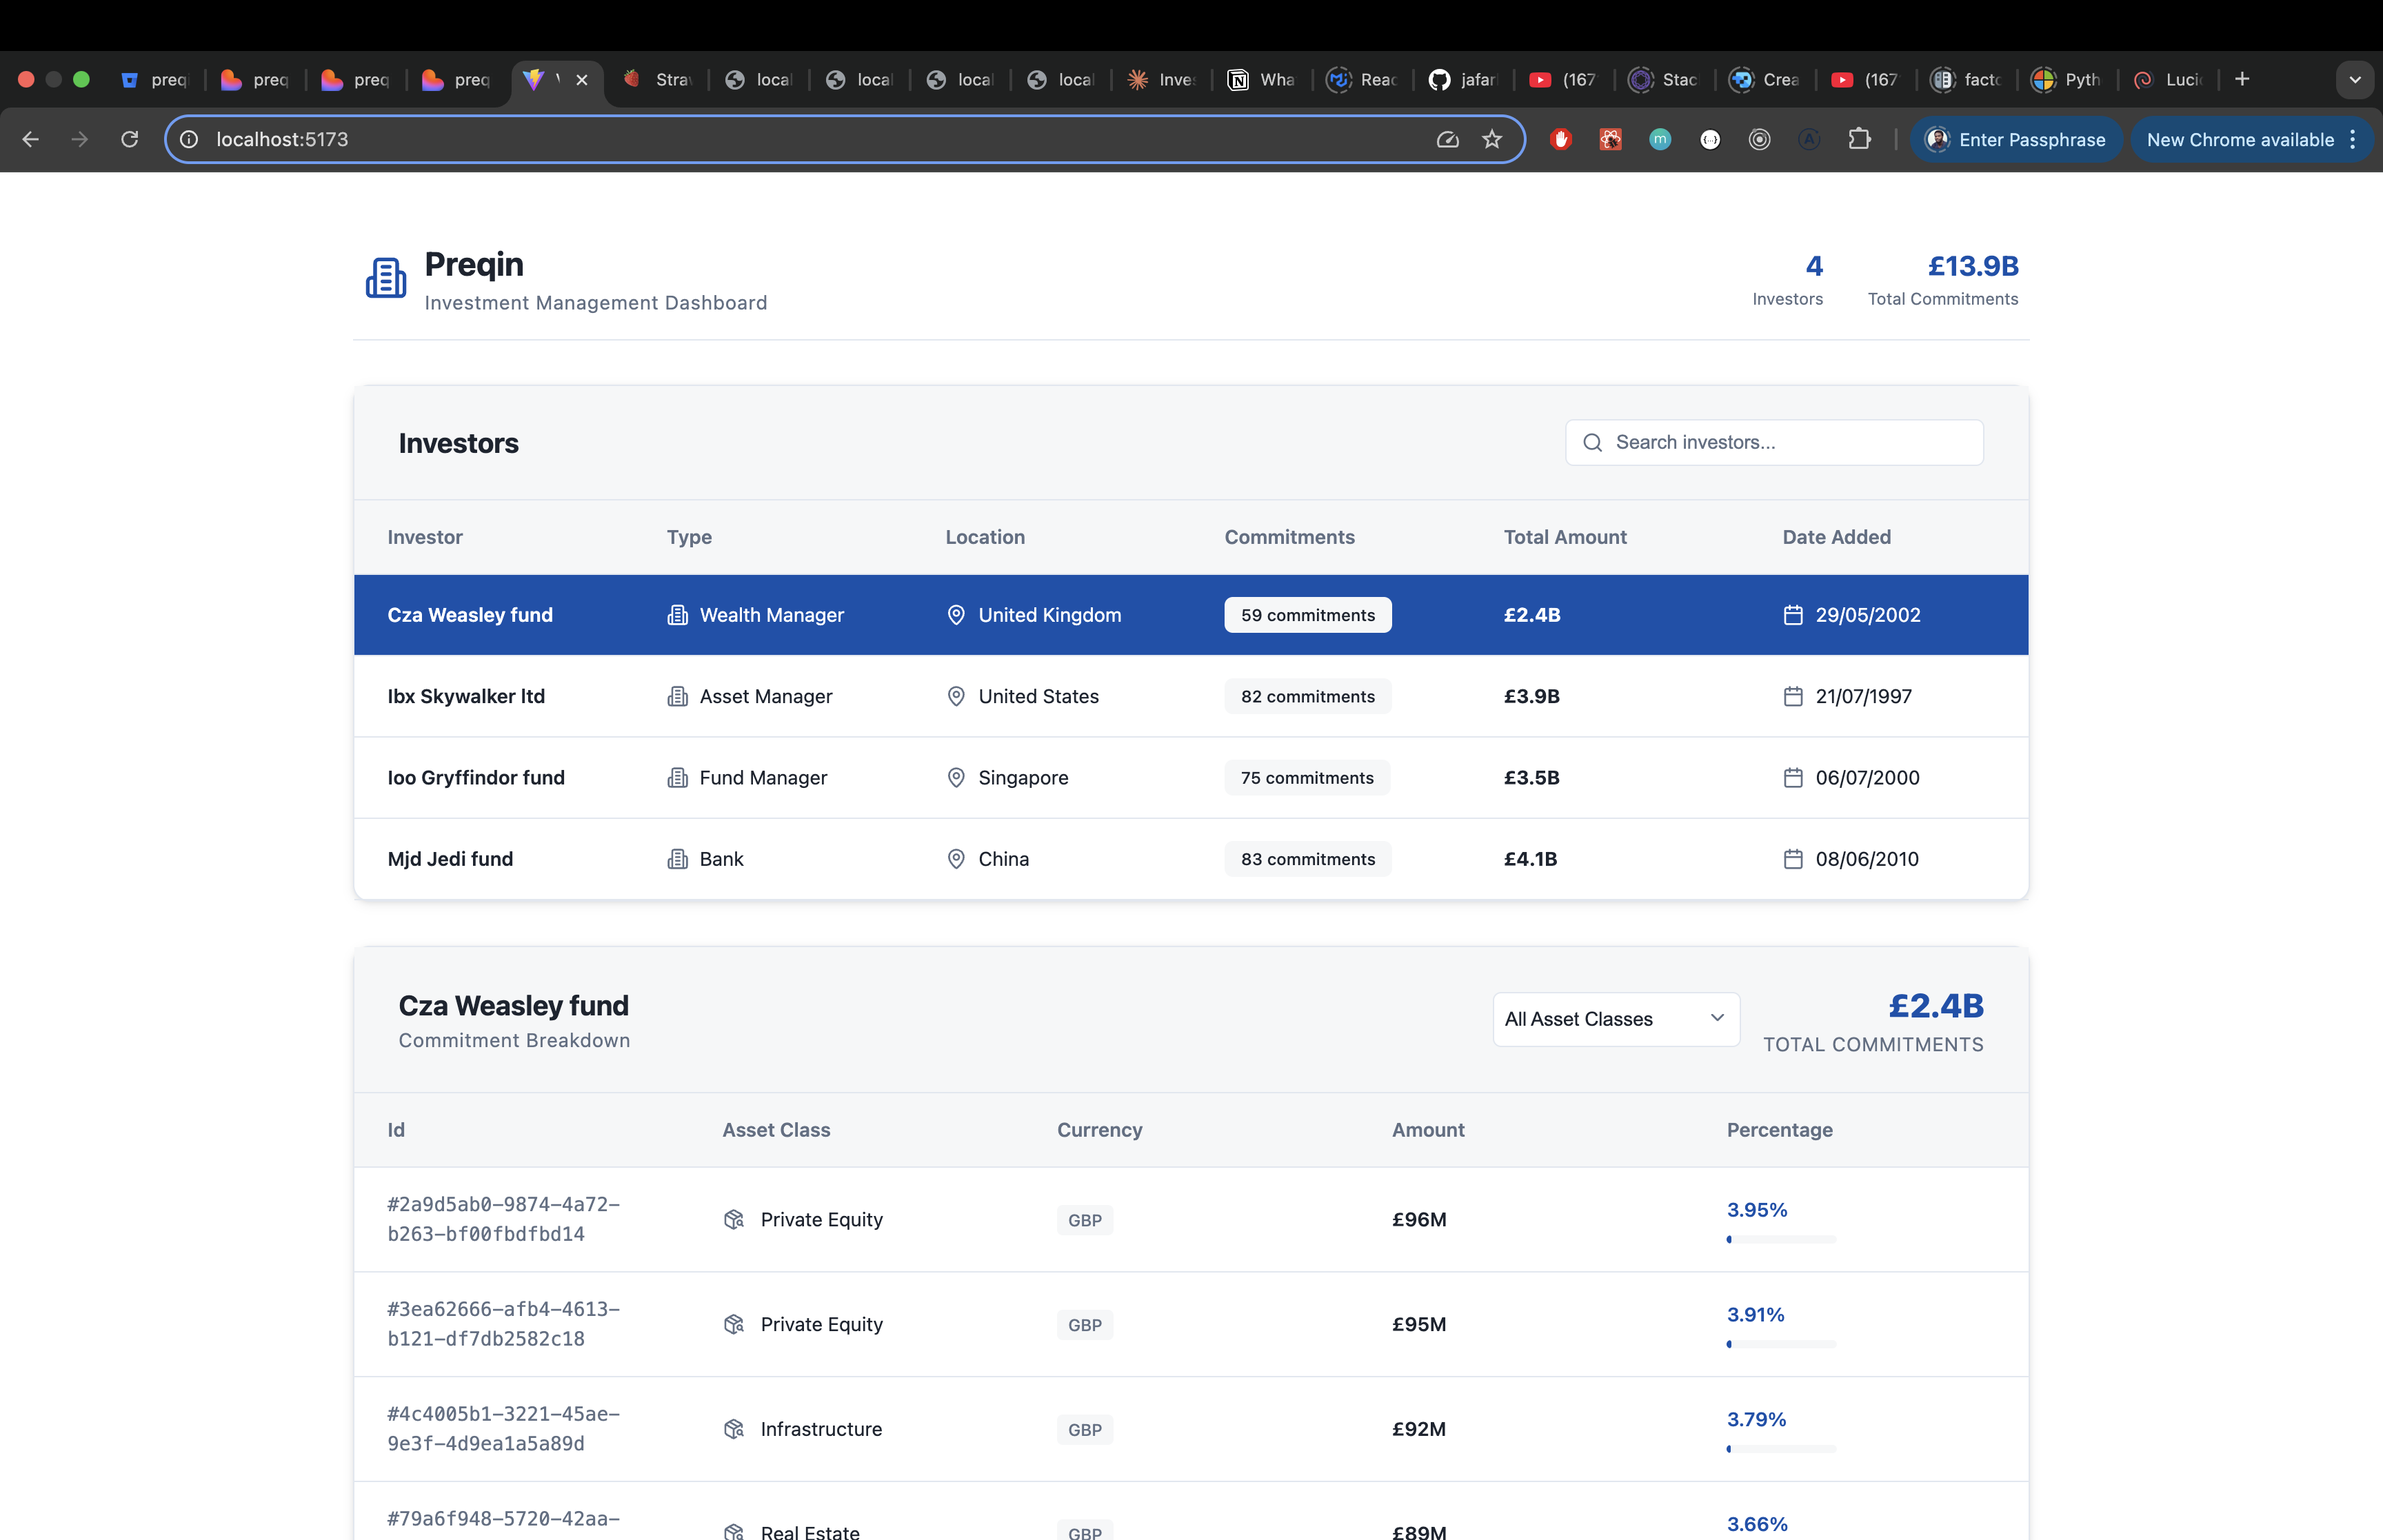 preq preq preq preq Stra local local local local Inves Wha Reac jafar (167 Stac Crea (167 facto Pyth Luci
localhost:5173 Enter Passphrase New Chrome available
Preqin
Investment Management Dashboard
4
Investors
£13.9B
Total Commitments
Investors
Search investors...
Investor Type Location Commitments Total Amount Date Added
Cza Weasley fund Wealth Manager United Kingdom 59 commitments £2.4B 29/05/2002
Ibx Skywalker ltd Asset Manager United States 82 commitments £3.9B 21/07/1997
Ioo Gryffindor fund Fund Manager Singapore 75 commitments £3.5B 06/07/2000
Mjd Jedi fund Bank China 83 commitments £4.1B 08/06/2010
Cza Weasley fund
Commitment Breakdown
All Asset Classes
£2.4B
TOTAL COMMITMENTS
Id Asset Class Currency Amount Percentage
#2a9d5ab0-9874-4a72-
b263-bf00fbdfbd14
Private Equity GBP £96M 3.95%
#3ea62666-afb4-4613-
b121-df7db2582c18
Private Equity GBP £95M 3.91%
#4c4005b1-3221-45ae-
9e3f-4d9ea1a5a89d
Infrastructure GBP £92M 3.79%
#79a6f948-5720-42aa-
Real Estate GBP £89M 3.66%